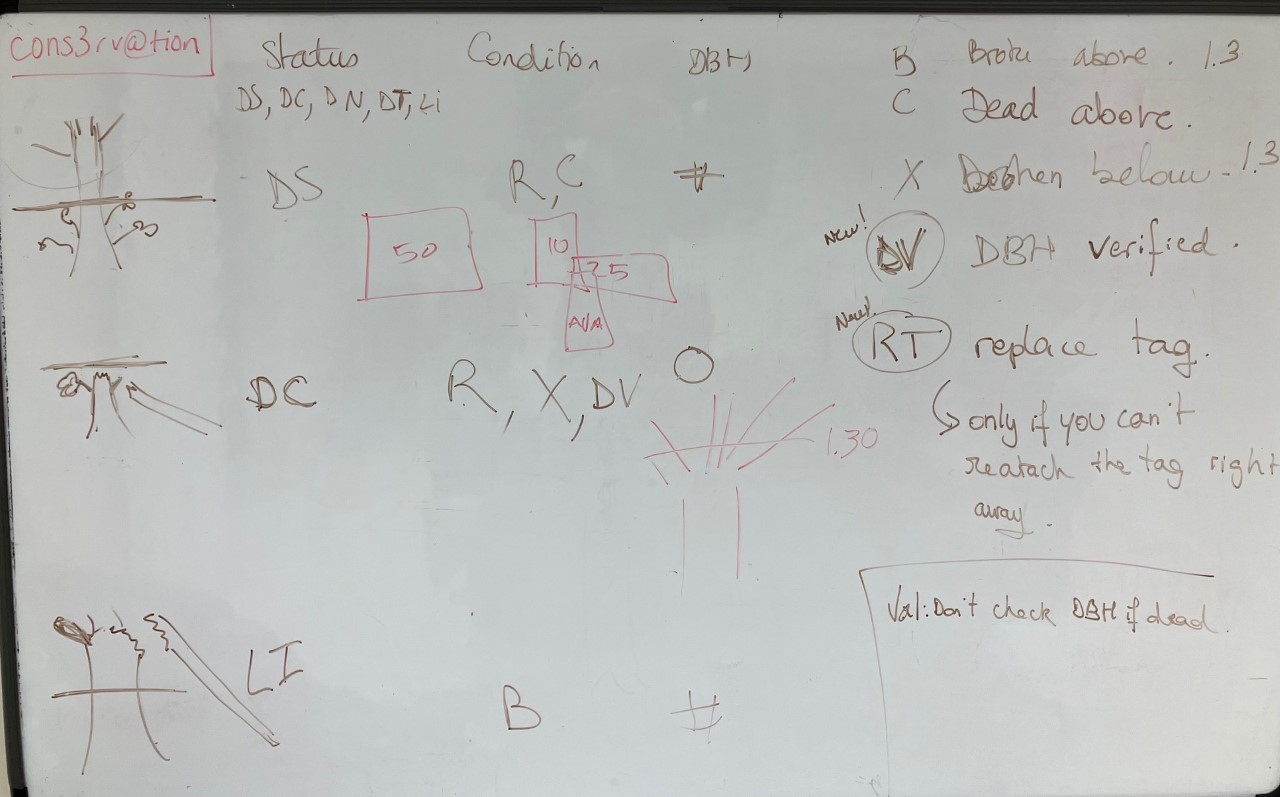 cons3rv@tion
Status Condition DBH
DS, DC, DN, DT, Li
DS R, C #
50
10
25
N/A
DC R, X, DV O
1.30
LI B #
B Broke above. 1.3
C Dead above.
X Broken below - 1.3
New! DV DBH verified.
New! RT replace tag.
only if you can't
reatach the tag right
away.
Val: Don't check DBH if dead.